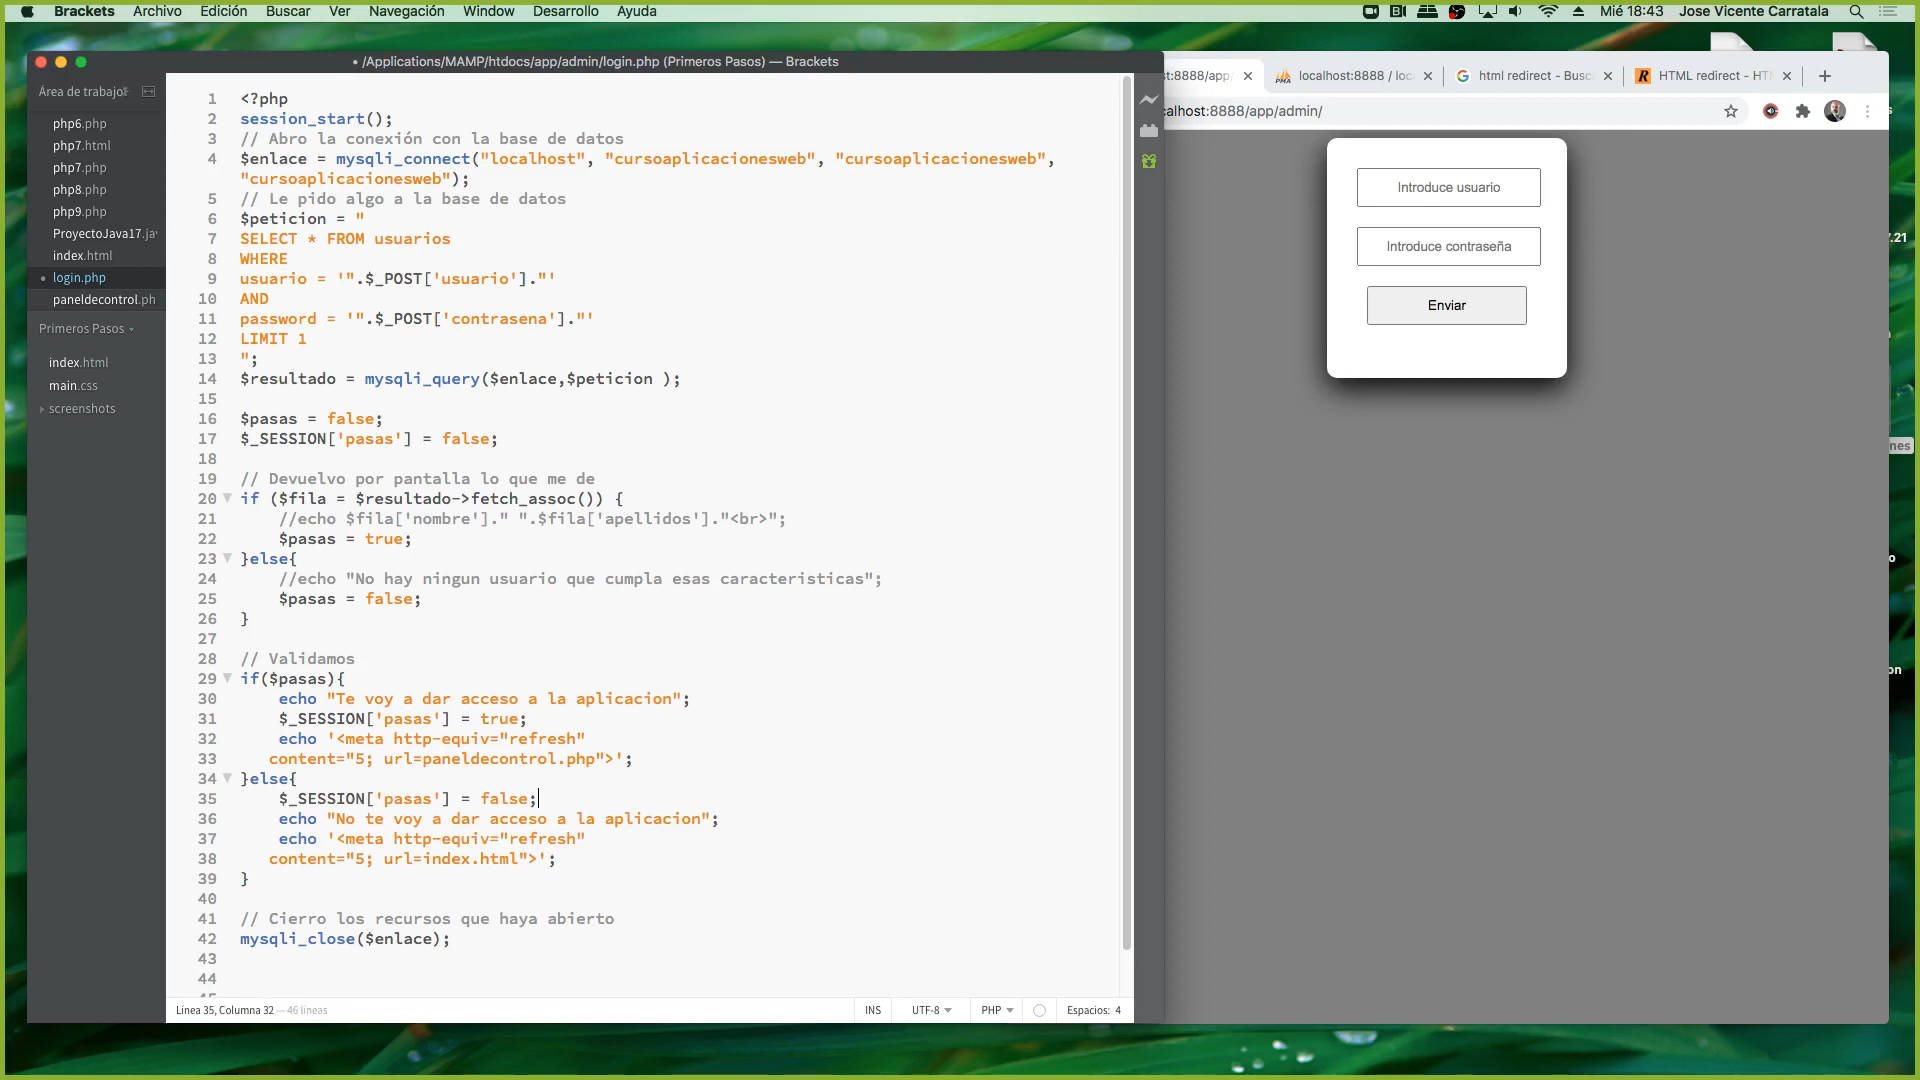 Brackets Archivo Edición Buscar Ver Navegación Window Desarrollo Ayuda Mié 18:43 Jose Vicente Carratala
• /Applications/MAMP/htdocs/app/admin/login.php (Primeros Pasos) — Brackets
Área de trabajo
php6.php
php7.html
php7.php
php8.php
php9.php
ProyectoJava17.jav
index.html
• login.php
paneldecontrol.ph
Primeros Pasos
index.html
main.css
screenshots
1 <?php
2 session_start();
3 // Abro la conexión con la base de datos
4 $enlace = mysqli_connect("localhost", "cursoaplicacionesweb", "cursoaplicacionesweb",
"cursoaplicacionesweb");
5 // Le pido algo a la base de datos
6 $peticion = "
7 SELECT * FROM usuarios
8 WHERE
9 usuario = '".$_POST['usuario']."'
10 AND
11 password = '".$_POST['contrasena']."'
12 LIMIT 1
13 ";
14 $resultado = mysqli_query($enlace,$peticion );
15
16 $pasas = false;
17 $_SESSION['pasas'] = false;
18
19 // Devuelvo por pantalla lo que me de
20 if ($fila = $resultado->fetch_assoc()) {
21 //echo $fila['nombre']." ".$fila['apellidos']."<br>";
22 $pasas = true;
23 }else{
24 //echo "No hay ningun usuario que cumpla esas caracteristicas";
25 $pasas = false;
26 }
27
28 // Validamos
29 if($pasas){
30 echo "Te voy a dar acceso a la aplicacion";
31 $_SESSION['pasas'] = true;
32 echo '<meta http-equiv="refresh"
33 content="5; url=paneldecontrol.php">';
34 }else{
35 $_SESSION['pasas'] = false;
36 echo "No te voy a dar acceso a la aplicacion";
37 echo '<meta http-equiv="refresh"
38 content="5; url=index.html">';
39 }
40
41 // Cierro los recursos que haya abierto
42 mysqli_close($enlace);
43
44
45
Línea 35, Columna 32 — 46 líneas INS UTF-8 PHP Espacios: 4
st:8888/app/ localhost:8888 / loc html redirect - Busc HTML redirect - HTM
calhost:8888/app/admin/
Introduce usuario
Introduce contraseña
Enviar
7.21
nes
o
on